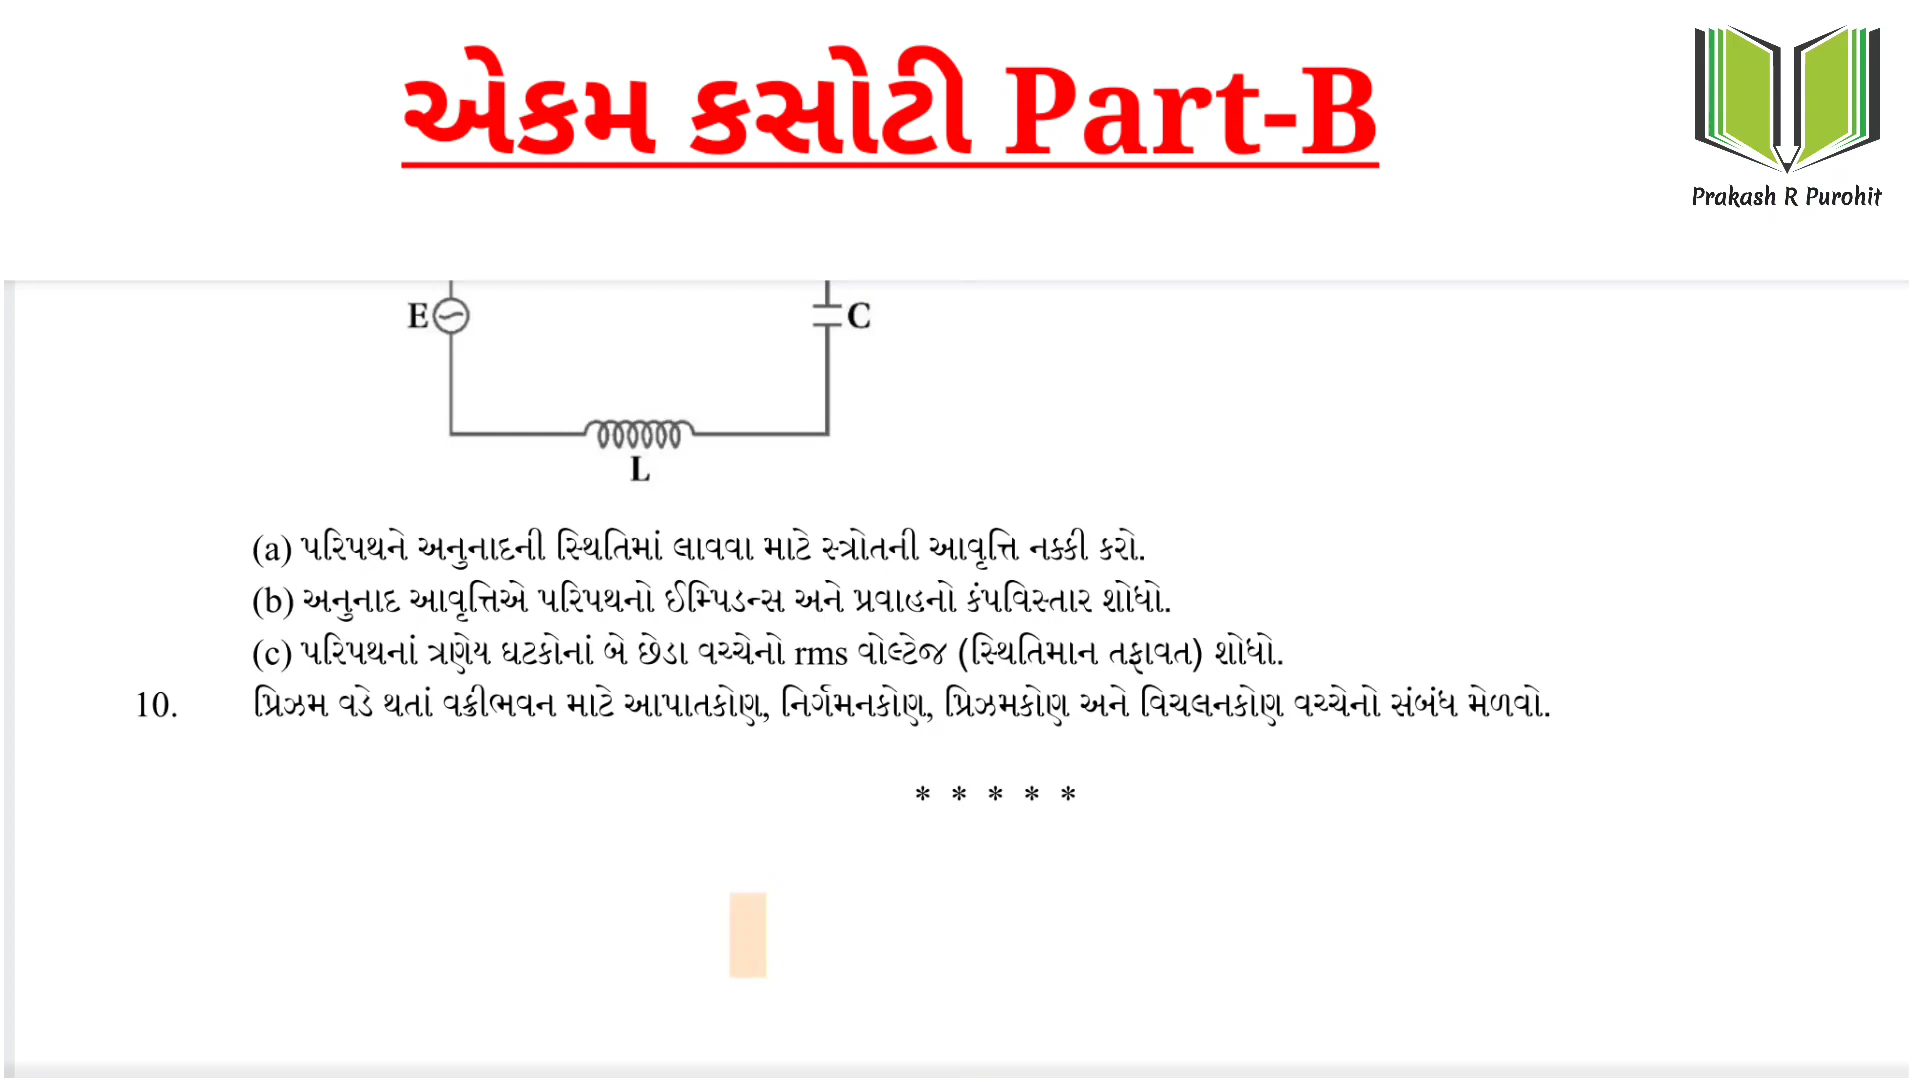 એકમ કસોટી Part-B
Prakash R Purohit
E
C
L
(a) પરિપથને અનુનાદની સ્થિતિમાં લાવવા માટે સ્ત્રોતની આવૃત્તિ નક્કી કરો.
(b) અનુનાદ આવૃત્તિએ પરિપથનો ઈમ્પિડન્સ અને પ્રવાહનો કંપવિસ્તાર શોધો.
(c) પરિપથનાં ત્રણેય ઘટકોનાં બે છેડા વચ્ચેનો rms વોલ્ટેજ (સ્થિતિમાન તફાવત) શોધો.
10. પ્રિઝમ વડે થતાં વક્રીભવન માટે આપાતકોણ, નિર્ગમનકોણ, પ્રિઝમકોણ અને વિચલનકોણ વચ્ચેનો સંબંધ મેળવો.
* * * * *